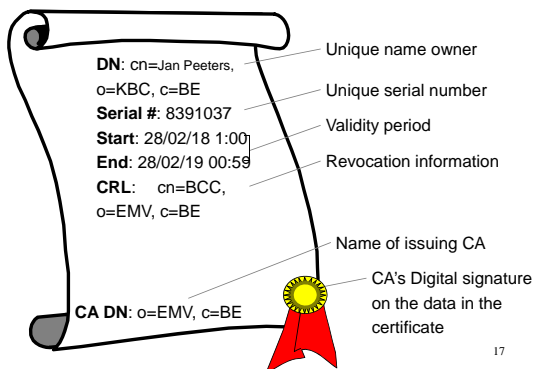 DN: cn=Jan Peeters,
o=KBC, c=BE
Serial #: 8391037
Start: 28/02/18 1:00
End: 28/02/19 00:59
CRL: cn=BCC,
o=EMV, c=BE
CA DN: o=EMV, c=BE
Unique name owner
Unique serial number
Validity period
Revocation information
Name of issuing CA
CA's Digital signature
on the data in the
certificate
17